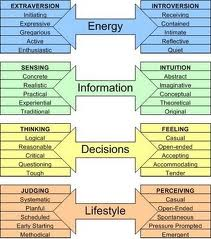 EXTRAVERSION
Initiating
Expressive
Gregarious
Active
Enthusiastic
Energy
INTROVERSION
Receiving
Contained
Intimate
Reflective
Quiet
SENSING
Concrete
Realistic
Practical
Experiential
Traditional
Information
INTUITION
Abstract
Imaginative
Conceptual
Theoretical
Original
THINKING
Logical
Reasonable
Critical
Questioning
Tough
Decisions
FEELING
Casual
Open-ended
Accepting
Accommodating
Tender
JUDGING
Systematic
Planful
Scheduled
Early Starting
Methodical
Lifestyle
PERCEIVING
Casual
Open-ended
Spontaneous
Pressure Prompted
Emergent